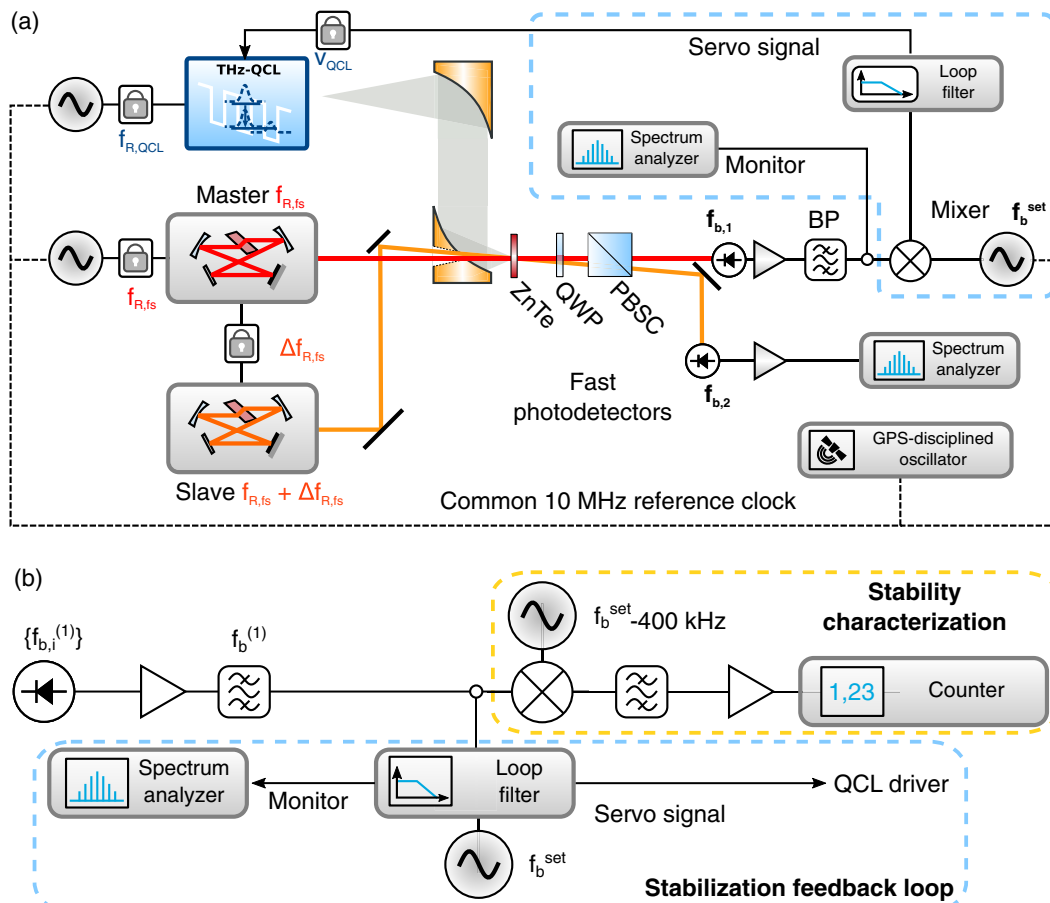 (a)
Servo signal
ν_QCL
THz-QCL
Loop
filter
f_R,QCL
Spectrum
analyzer
Monitor
Master f_R,fs
f_b,1
BP
Mixer
f_b^set
f_R,fs
ZnTe
QWP
PBSC
Δf_R,fs
f_b,2
Spectrum
analyzer
Fast
photodetectors
GPS-disciplined
oscillator
Slave f_R,fs + Δf_R,fs
Common 10 MHz reference clock
(b)
Stability
characterization
{f_b,i^(1)}
f_b^(1)
f_b^set-400 kHz
1,23
Counter
Spectrum
analyzer
Monitor
Loop
filter
Servo signal
QCL driver
f_b^set
Stabilization feedback loop